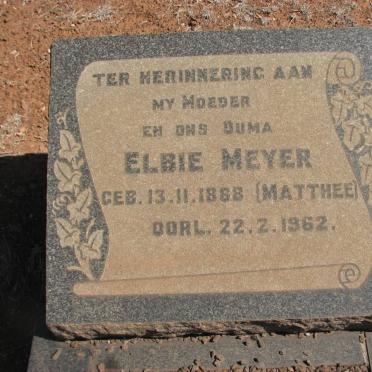 TER HERINNERING AAN
MY MOEDER
EN ONS OUMA
ELBIE MEYER
GEB. 13.11.1888 (MATTHEE)
OORL. 22.2.1962.